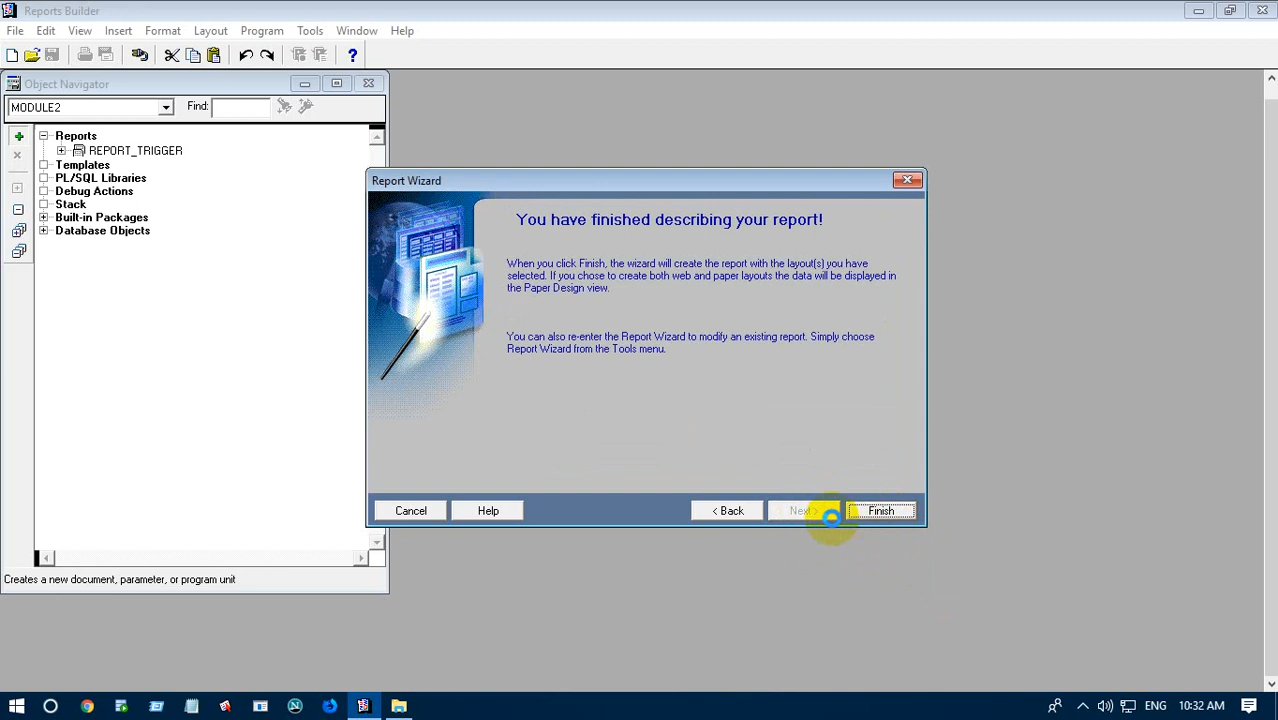 Reports Builder
File Edit View Insert Format Layout Program Tools Window Help
Object Navigator
MODULE2 Find:
Reports
REPORT_TRIGGER
Templates
PL/SQL Libraries
Debug Actions
Stack
Built-in Packages
Database Objects
Creates a new document, parameter, or program unit
Report Wizard
You have finished describing your report!
When you click Finish, the wizard will create the report with the layout(s) you have
selected. If you chose to create both web and paper layouts the data will be displayed in
the Paper Design view.
You can also re-enter the Report Wizard to modify an existing report. Simply choose
Report Wizard from the Tools menu.
Cancel Help < Back Next > Finish
ENG 10:32 AM